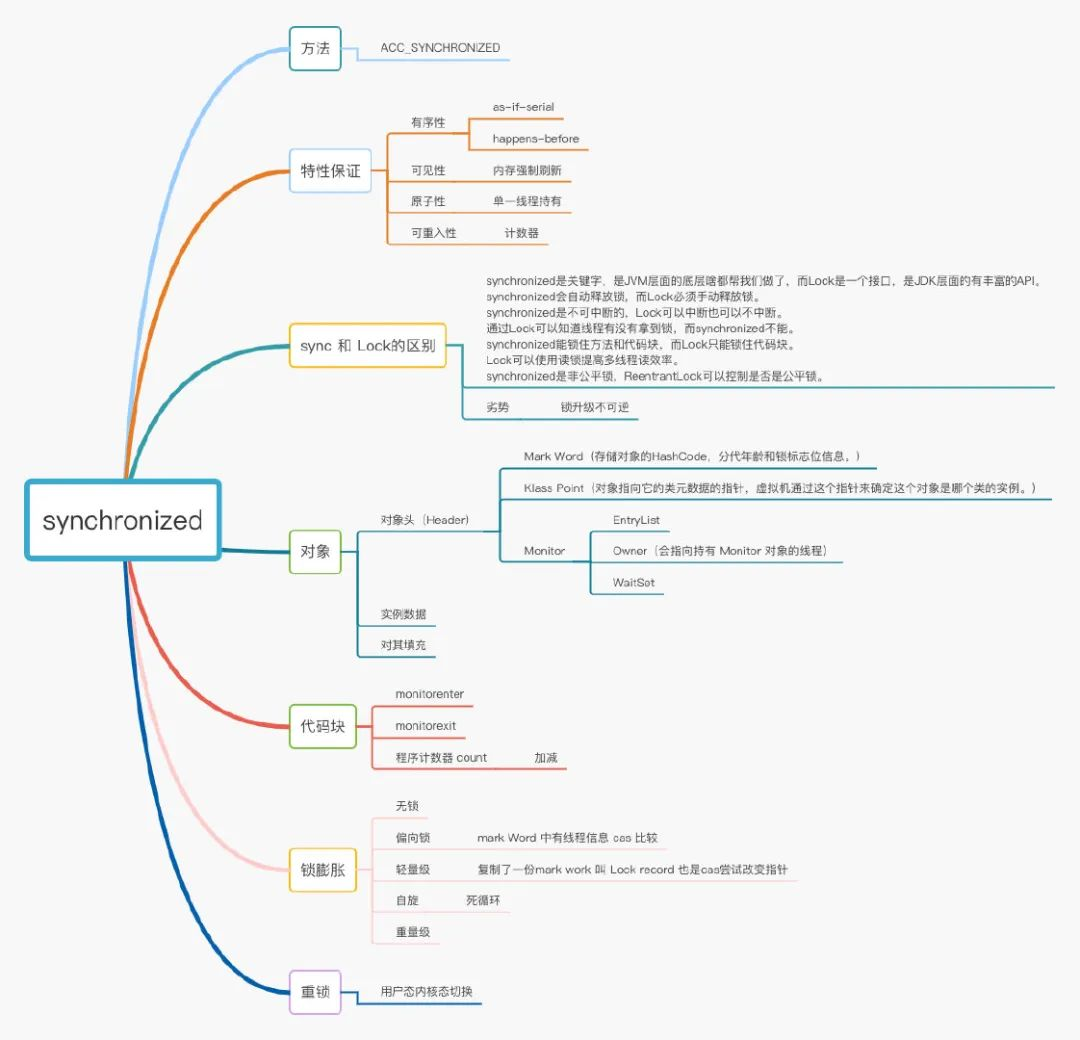 synchronized
方法
ACC_SYNCHRONIZED
特性保证
有序性
as-if-serial
happens-before
可见性
内存强制刷新
原子性
单一线程持有
可重入性
计数器
sync 和 Lock的区别
synchronized是关键字，是JVM层面的底层啥都帮我们做了，而Lock是一个接口，是JDK层面的有丰富的API。
synchronized会自动释放锁，而Lock必须手动释放锁。
synchronized是不可中断的，Lock可以中断也可以不中断。
通过Lock可以知道线程有没有拿到锁，而synchronized不能。
synchronized能锁住方法和代码块，而Lock只能锁住代码块。
Lock可以使用读锁提高多线程读效率。
synchronized是非公平锁，ReentrantLock可以控制是否是公平锁。
劣势
锁升级不可逆
对象
对象头（Header）
Mark Word（存储对象的HashCode，分代年龄和锁标志位信息。）
Klass Point（对象指向它的类元数据的指针，虚拟机通过这个指针来确定这个对象是哪个类的实例。）
Monitor
EntryList
Owner（会指向持有 Monitor 对象的线程）
WaitSet
实例数据
对其填充
代码块
monitorenter
monitorexit
程序计数器 count
加减
锁膨胀
无锁
偏向锁
mark Word 中有线程信息 cas 比较
轻量级
复制了一份mark work 叫 Lock record 也是cas尝试改变指针
自旋
死循环
重量级
重锁
用户态内核态切换